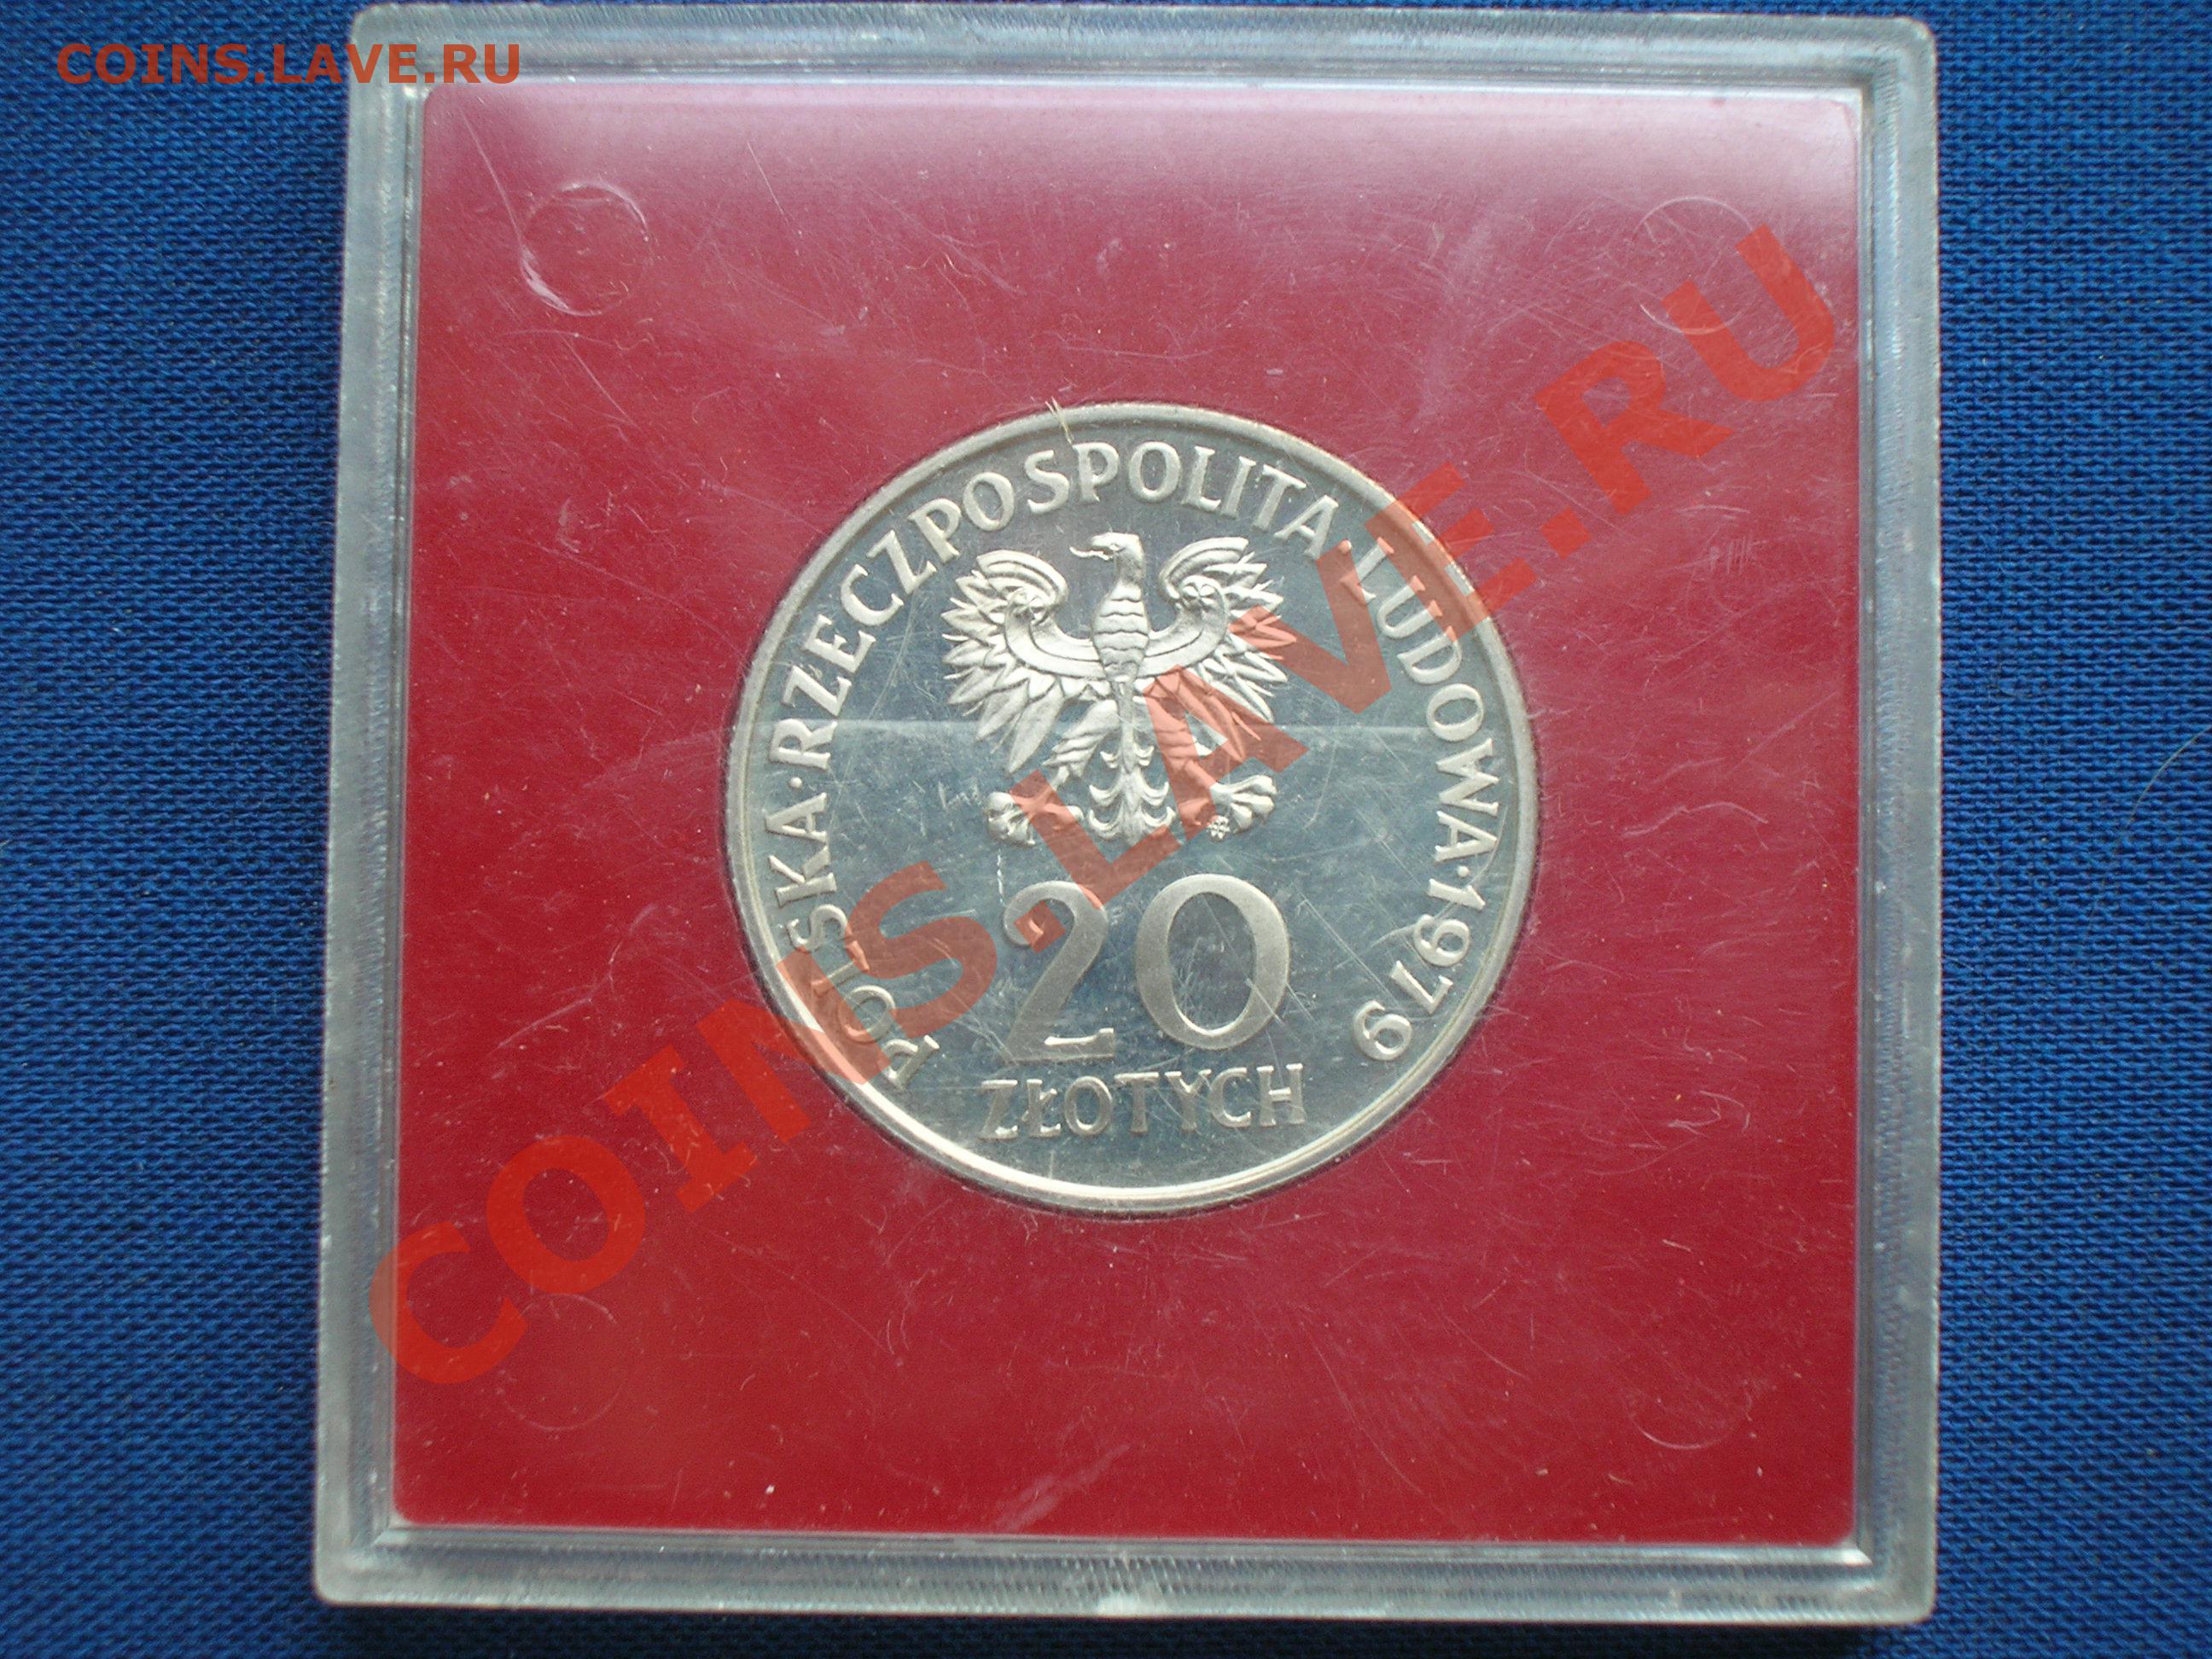 COINS.LAVE.RU
POLSKA·RZECZPOSPOLITA LUDOWA·1979
20
ZŁOTYCH
COINS.LAVE.RU